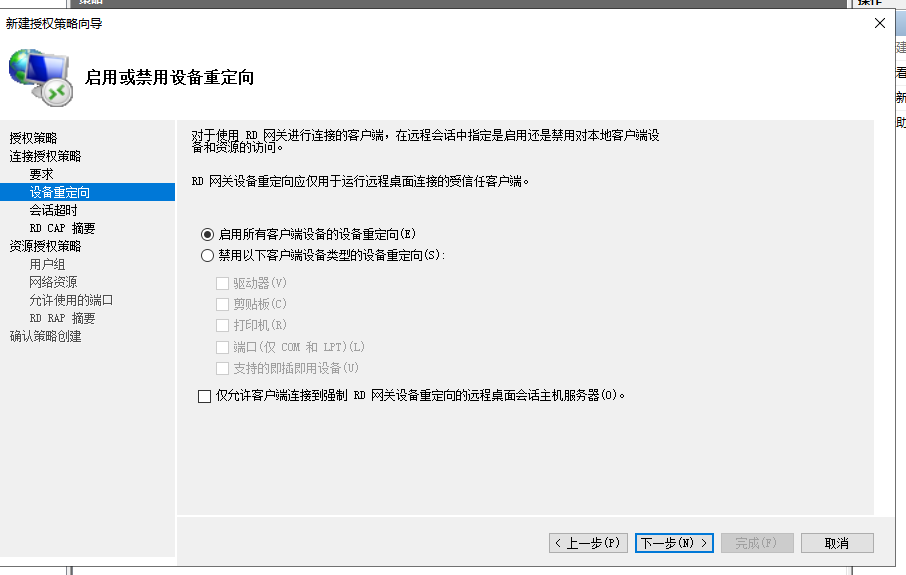 新建授权策略向导
启用或禁用设备重定向
授权策略
连接授权策略
要求
设备重定向
会话超时
RD CAP 摘要
资源授权策略
用户组
网络资源
允许使用的端口
RD RAP 摘要
确认策略创建
对于使用 RD 网关进行连接的客户端，在远程会话中指定是启用还是禁用对本地客户端设
备和资源的访问。
RD 网关设备重定向应仅用于运行远程桌面连接的受信任客户端。
启用所有客户端设备的设备重定向(E)
禁用以下客户端设备类型的设备重定向(S):
驱动器(V)
剪贴板(C)
打印机(R)
端口(仅 COM 和 LPT)(L)
支持的即插即用设备(U)
仅允许客户端连接到强制 RD 网关设备重定向的远程桌面会话主机服务器(O)。
< 上一步(P)
下一步(N) >
完成(F)
取消
建
看
新
助